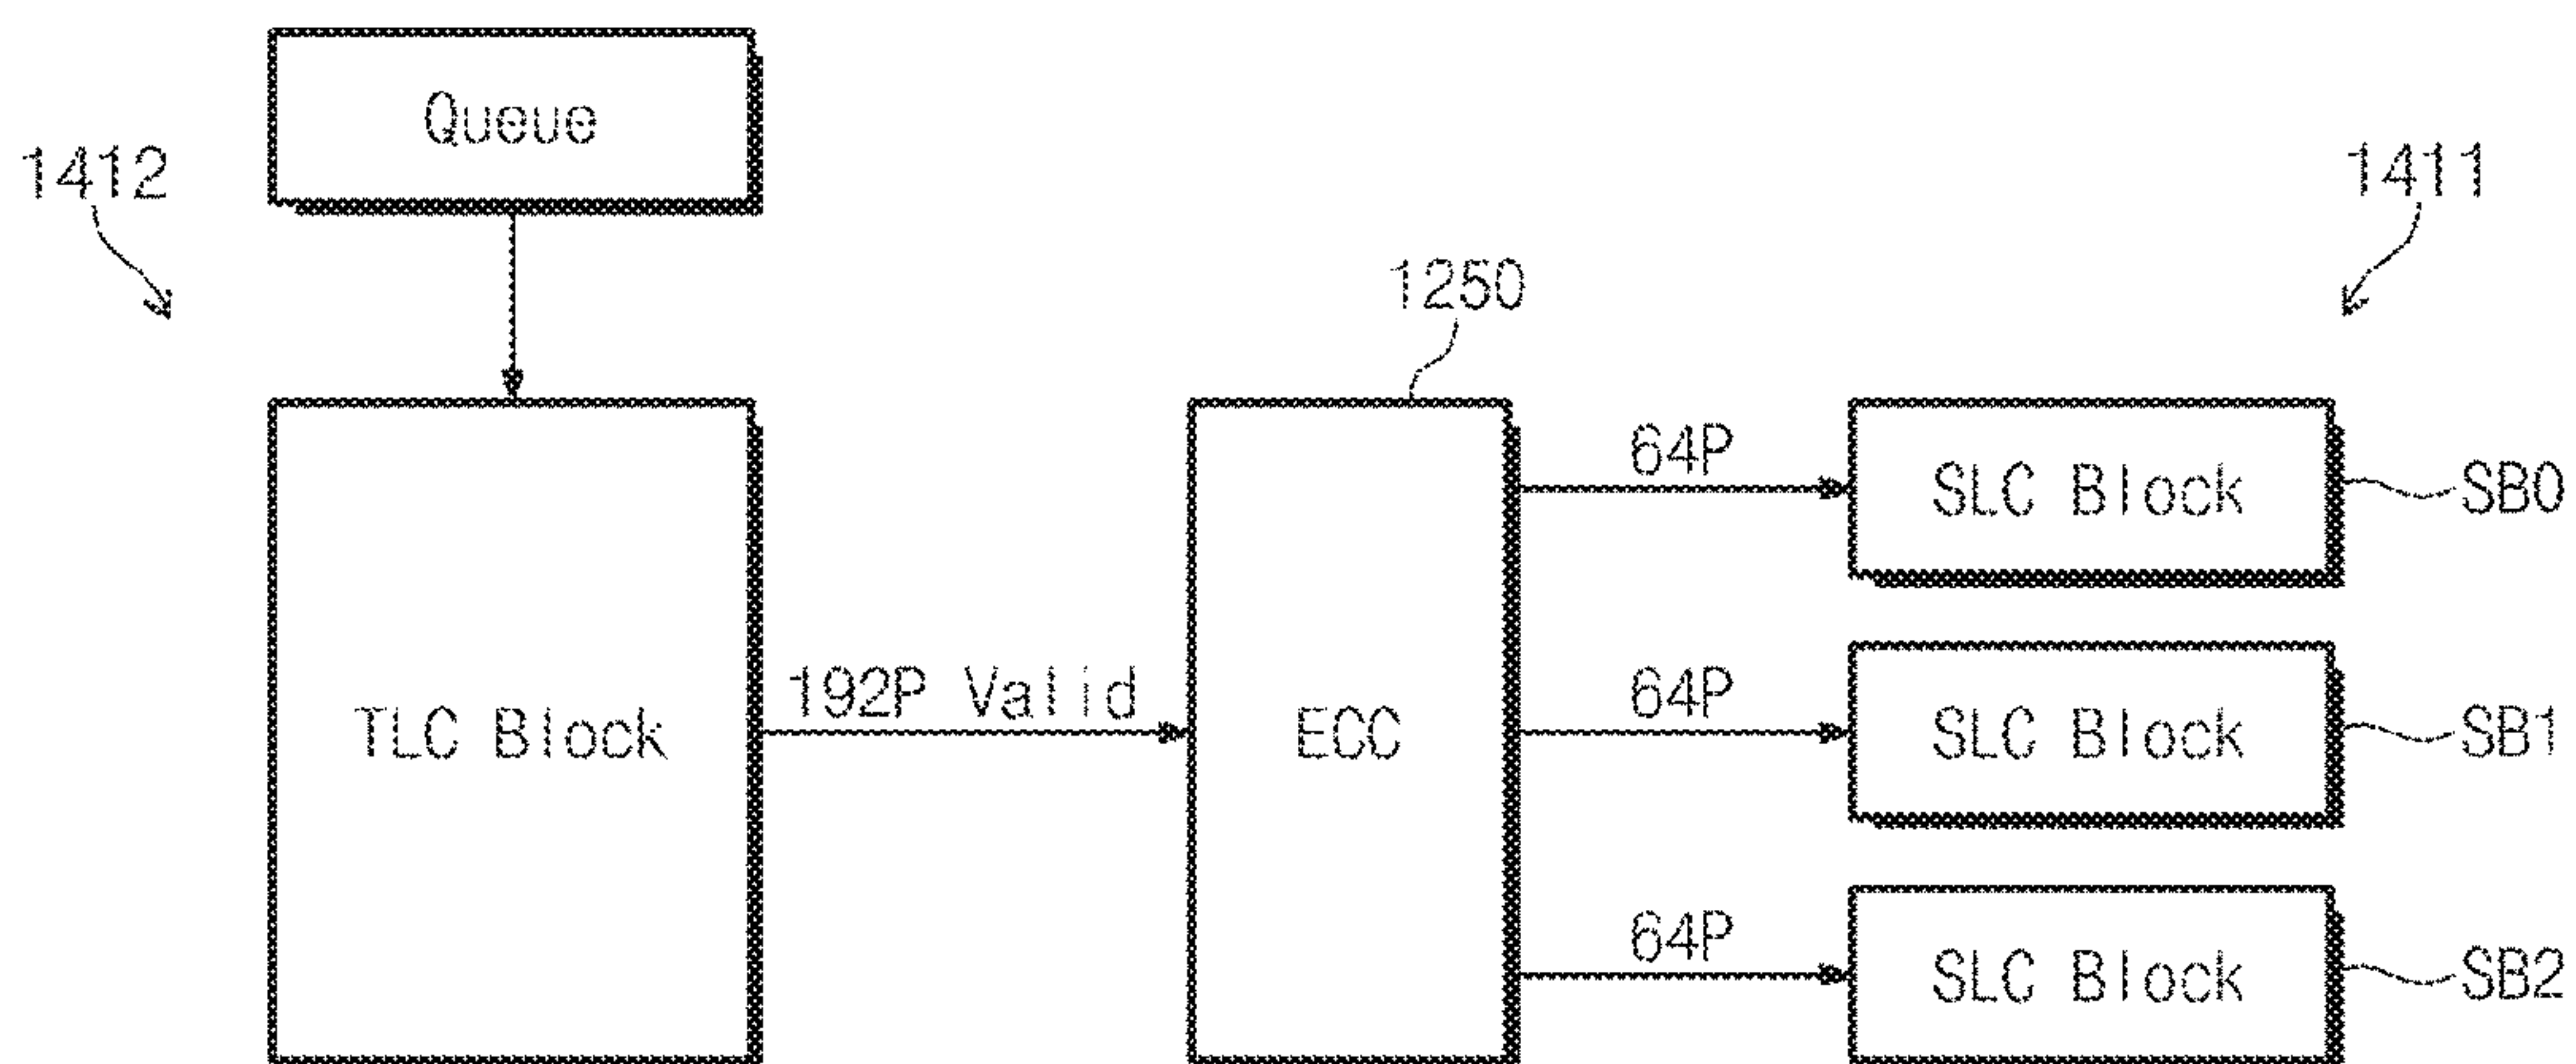 Queue
1412
1411
1250
64P
SLC Block
SB0
192P Valid
64P
TLC Block
ECC
SLC Block
SB1
64P
SLC Block
SB2